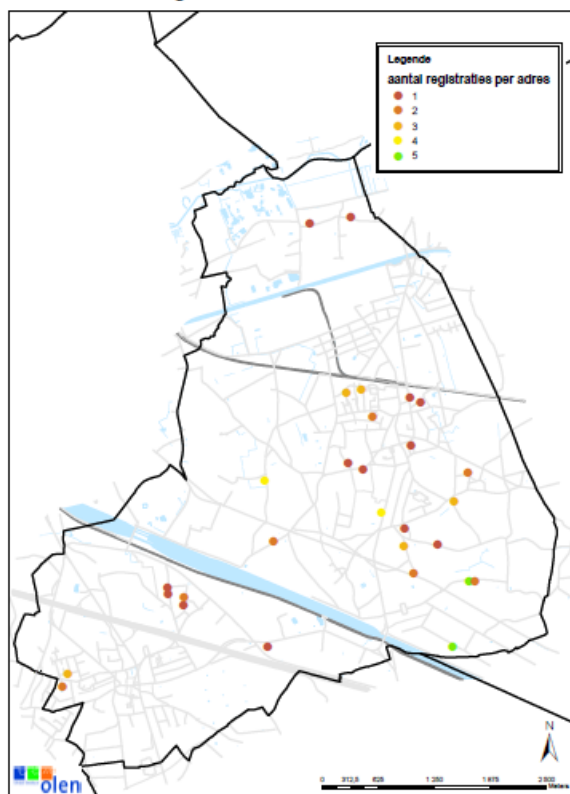 Legende
aantal registraties per adres
1
2
3
4
5
N
olen
0 312,5 625 1 250 1 875 2 500
Meters